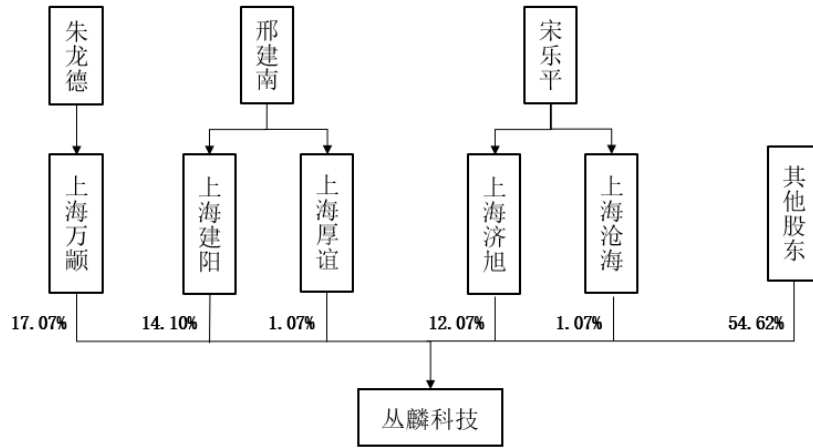 朱龙德
邢建南
宋乐平
上海万颛
上海建阳
上海厚谊
上海济旭
上海沧海
其他股东
17.07%
14.10%
1.07%
12.07%
1.07%
54.62%
丛麟科技